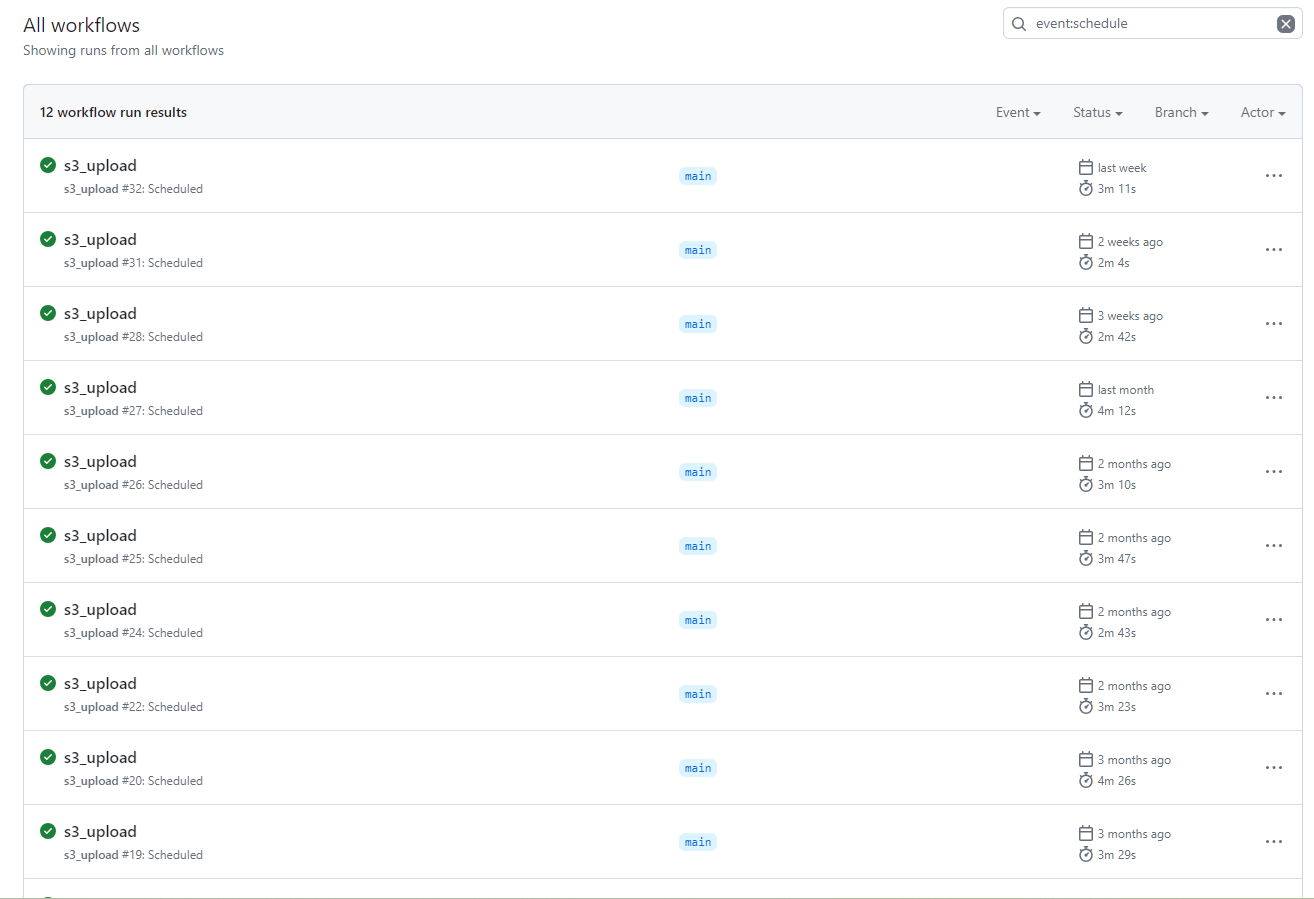 All workflows
event:schedule
Showing runs from all workflows
12 workflow run results
Event
Status
Branch
Actor
s3_upload
s3_upload #32: Scheduled
main
last week
3m 11s
s3_upload
s3_upload #31: Scheduled
main
2 weeks ago
2m 4s
s3_upload
s3_upload #28: Scheduled
main
3 weeks ago
2m 42s
s3_upload
s3_upload #27: Scheduled
main
last month
4m 12s
s3_upload
s3_upload #26: Scheduled
main
2 months ago
3m 10s
s3_upload
s3_upload #25: Scheduled
main
2 months ago
3m 47s
s3_upload
s3_upload #24: Scheduled
main
2 months ago
2m 43s
s3_upload
s3_upload #22: Scheduled
main
2 months ago
3m 23s
s3_upload
s3_upload #20: Scheduled
main
3 months ago
4m 26s
s3_upload
s3_upload #19: Scheduled
main
3 months ago
3m 29s